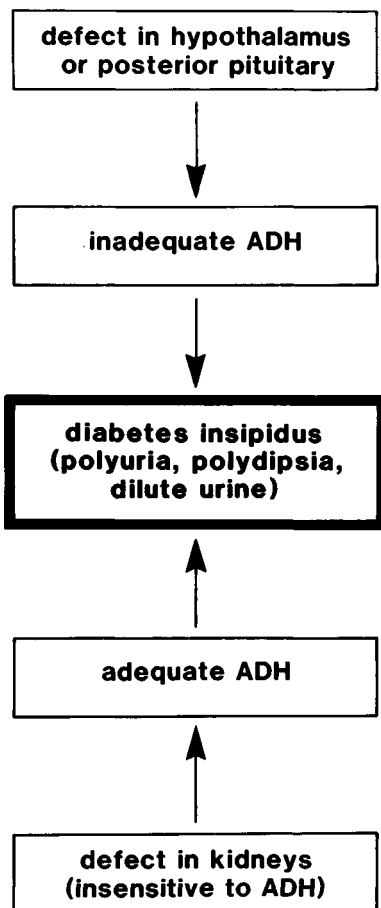 defect in hypothalamus
or posterior pituitary
inadequate ADH
diabetes insipidus
(polyuria, polydipsia,
dilute urine)
adequate ADH
defect in kidneys
(insensitive to ADH)